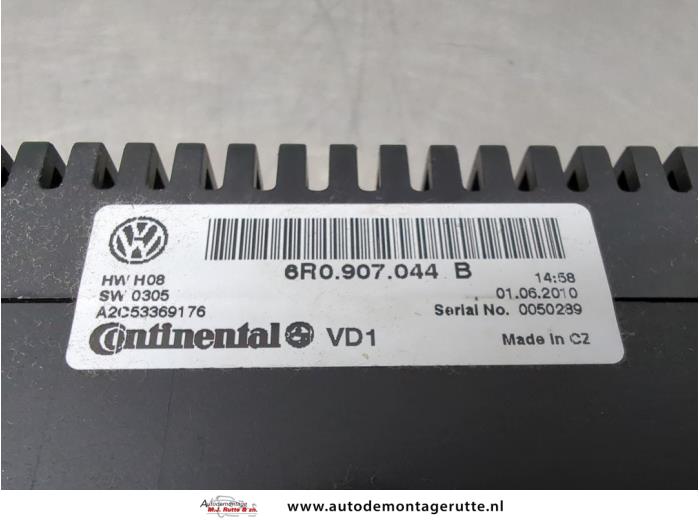 6R0.907.044 B
HW H08
14:58
SW 0305
01.06.2010
A2C53369176
Serial No. 0050289
Continental VD1
Made in CZ
Autodemontage
M.J. Rutte & zn.
www.autodemontagerutte.nl